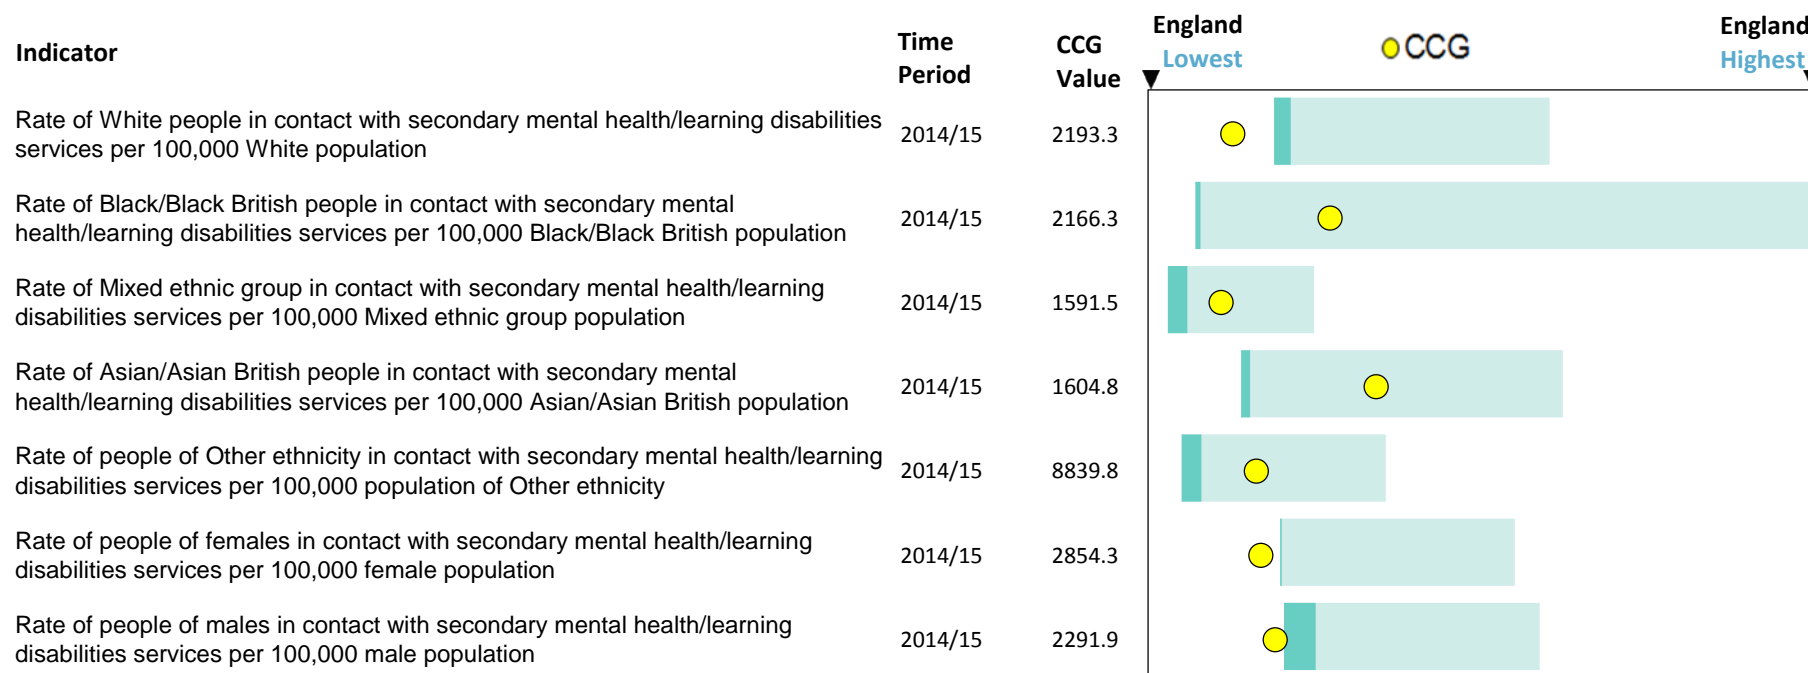 Indicator
Time
Period
CCG
Value
England
Lowest
CCG
England
Highest
Rate of White people in contact with secondary mental health/learning disabilities
services per 100,000 White population
2014/15
2193.3
Rate of Black/Black British people in contact with secondary mental
health/learning disabilities services per 100,000 Black/Black British population
2014/15
2166.3
Rate of Mixed ethnic group in contact with secondary mental health/learning
disabilities services per 100,000 Mixed ethnic group population
2014/15
1591.5
Rate of Asian/Asian British people in contact with secondary mental
health/learning disabilities services per 100,000 Asian/Asian British population
2014/15
1604.8
Rate of people of Other ethnicity in contact with secondary mental health/learning
disabilities services per 100,000 population of Other ethnicity
2014/15
8839.8
Rate of people of females in contact with secondary mental health/learning
disabilities services per 100,000 female population
2014/15
2854.3
Rate of people of males in contact with secondary mental health/learning
disabilities services per 100,000 male population
2014/15
2291.9